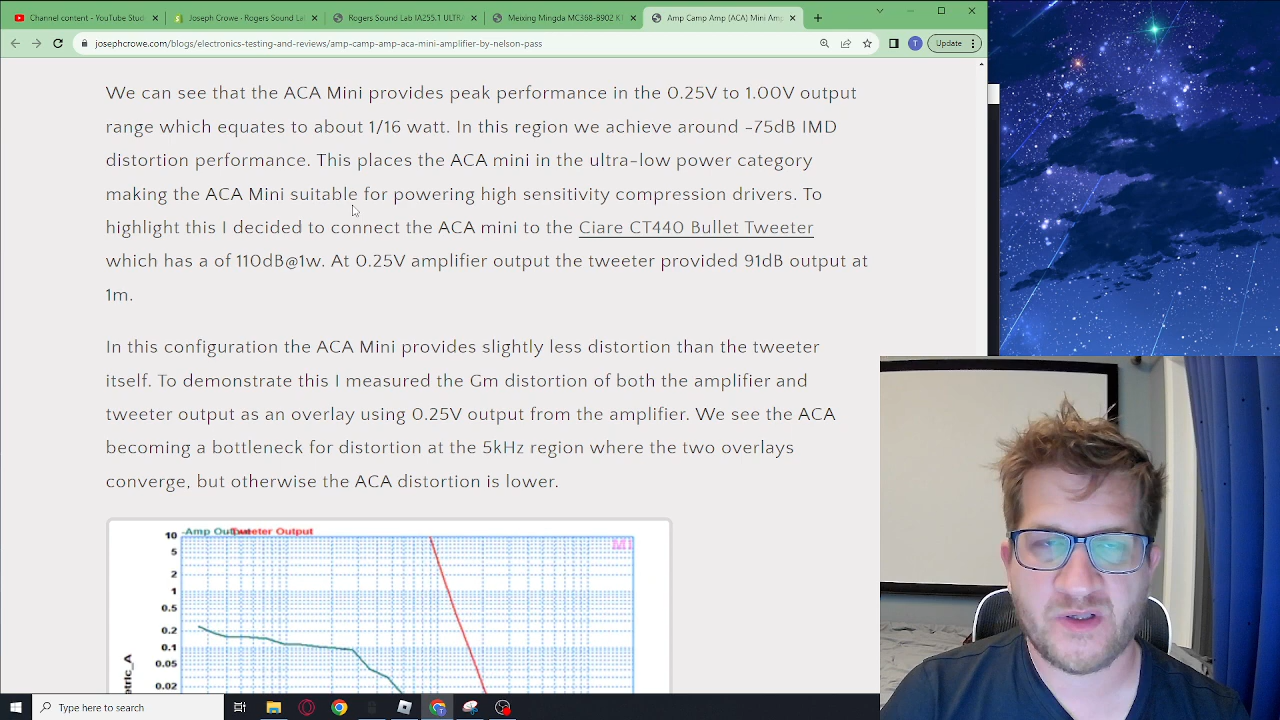 Channel content - YouTube Studi
Joseph Crowe - Rogers Sound Lab
Rogers Sound Lab IA255.1 ULTRA
Meixing Mingda MC368-B902 KT
Amp Camp Amp (ACA) Mini Amp
josephcrowe.com/blogs/electronics-testing-and-reviews/amp-camp-amp-aca-mini-amplifier-by-nelson-pass
T
Update
We can see that the ACA Mini provides peak performance in the 0.25V to 1.00V output
range which equates to about 1/16 watt. In this region we achieve around -75dB IMD
distortion performance. This places the ACA mini in the ultra-low power category
making the ACA Mini suitable for powering high sensitivity compression drivers. To
highlight this I decided to connect the ACA mini to the Ciare CT440 Bullet Tweeter
which has a of 110dB@1w. At 0.25V amplifier output the tweeter provided 91dB output at
1m.
In this configuration the ACA Mini provides slightly less distortion than the tweeter
itself. To demonstrate this I measured the Gm distortion of both the amplifier and
tweeter output as an overlay using 0.25V output from the amplifier. We see the ACA
becoming a bottleneck for distortion at the 5kHz region where the two overlays
converge, but otherwise the ACA distortion is lower.
Amp Out Tweeter Output
10
5
2
1
0.5
0.2
0.1
0.05
0.02
Type here to search